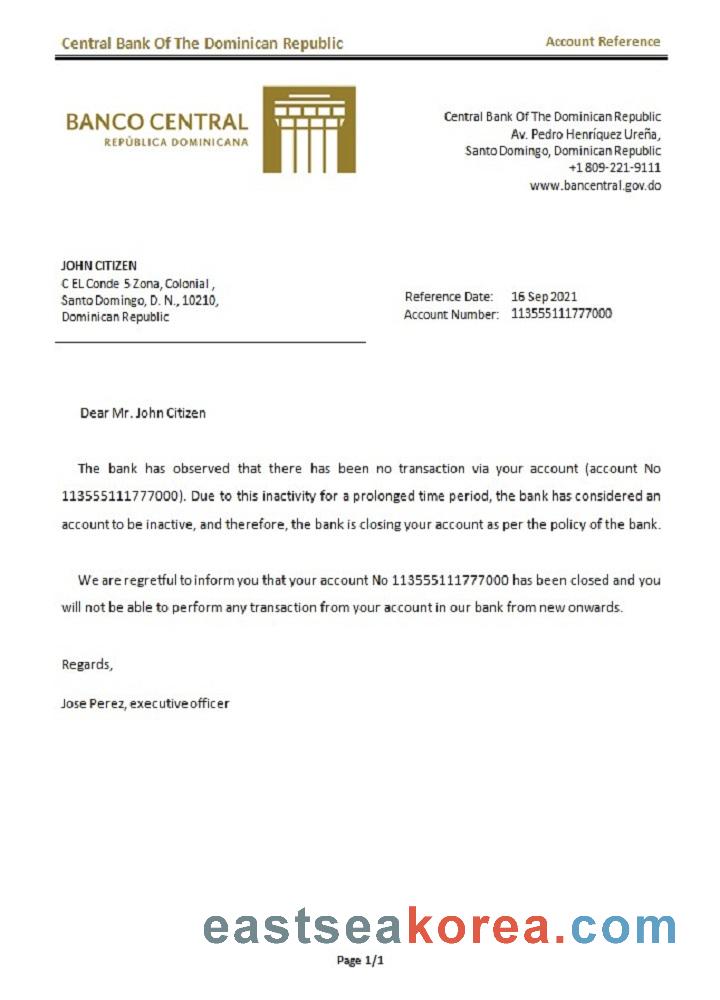 Central Bank Of The Dominican Republic
Account Reference
BANCO CENTRAL
REPÚBLICA DOMINICANA
Central Bank Of The Dominican Republic
Av. Pedro Henríquez Ureña,
Santo Domingo, Dominican Republic
+1 809-221-9111
www.bancentral.gov.do
JOHN CITIZEN
C EL Conde 5 Zona, Colonial ,
Santo Domingo, D. N., 10210,
Dominican Republic
Reference Date: 16 Sep 2021
Account Number: 113555111777000
Dear Mr. John Citizen
The bank has observed that there has been no transaction via your account (account No
113555111777000). Due to this inactivity for a prolonged time period, the bank has considered an
account to be inactive, and therefore, the bank is closing your account as per the policy of the bank.
We are regretful to inform you that your account No 113555111777000 has been closed and you
will not be able to perform any transaction from your account in our bank from new onwards.
Regards,
Jose Perez, executive officer
eastseakorea.com
Page 1/1